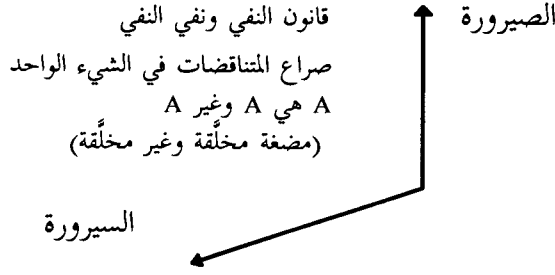 الصيرورة
قانون النفي ونفي النفي
صراع المتناقضات في الشيء الواحد
A هي A وغير A
(مضغة مخلَّقة وغير مخلَّقة)
السيرورة